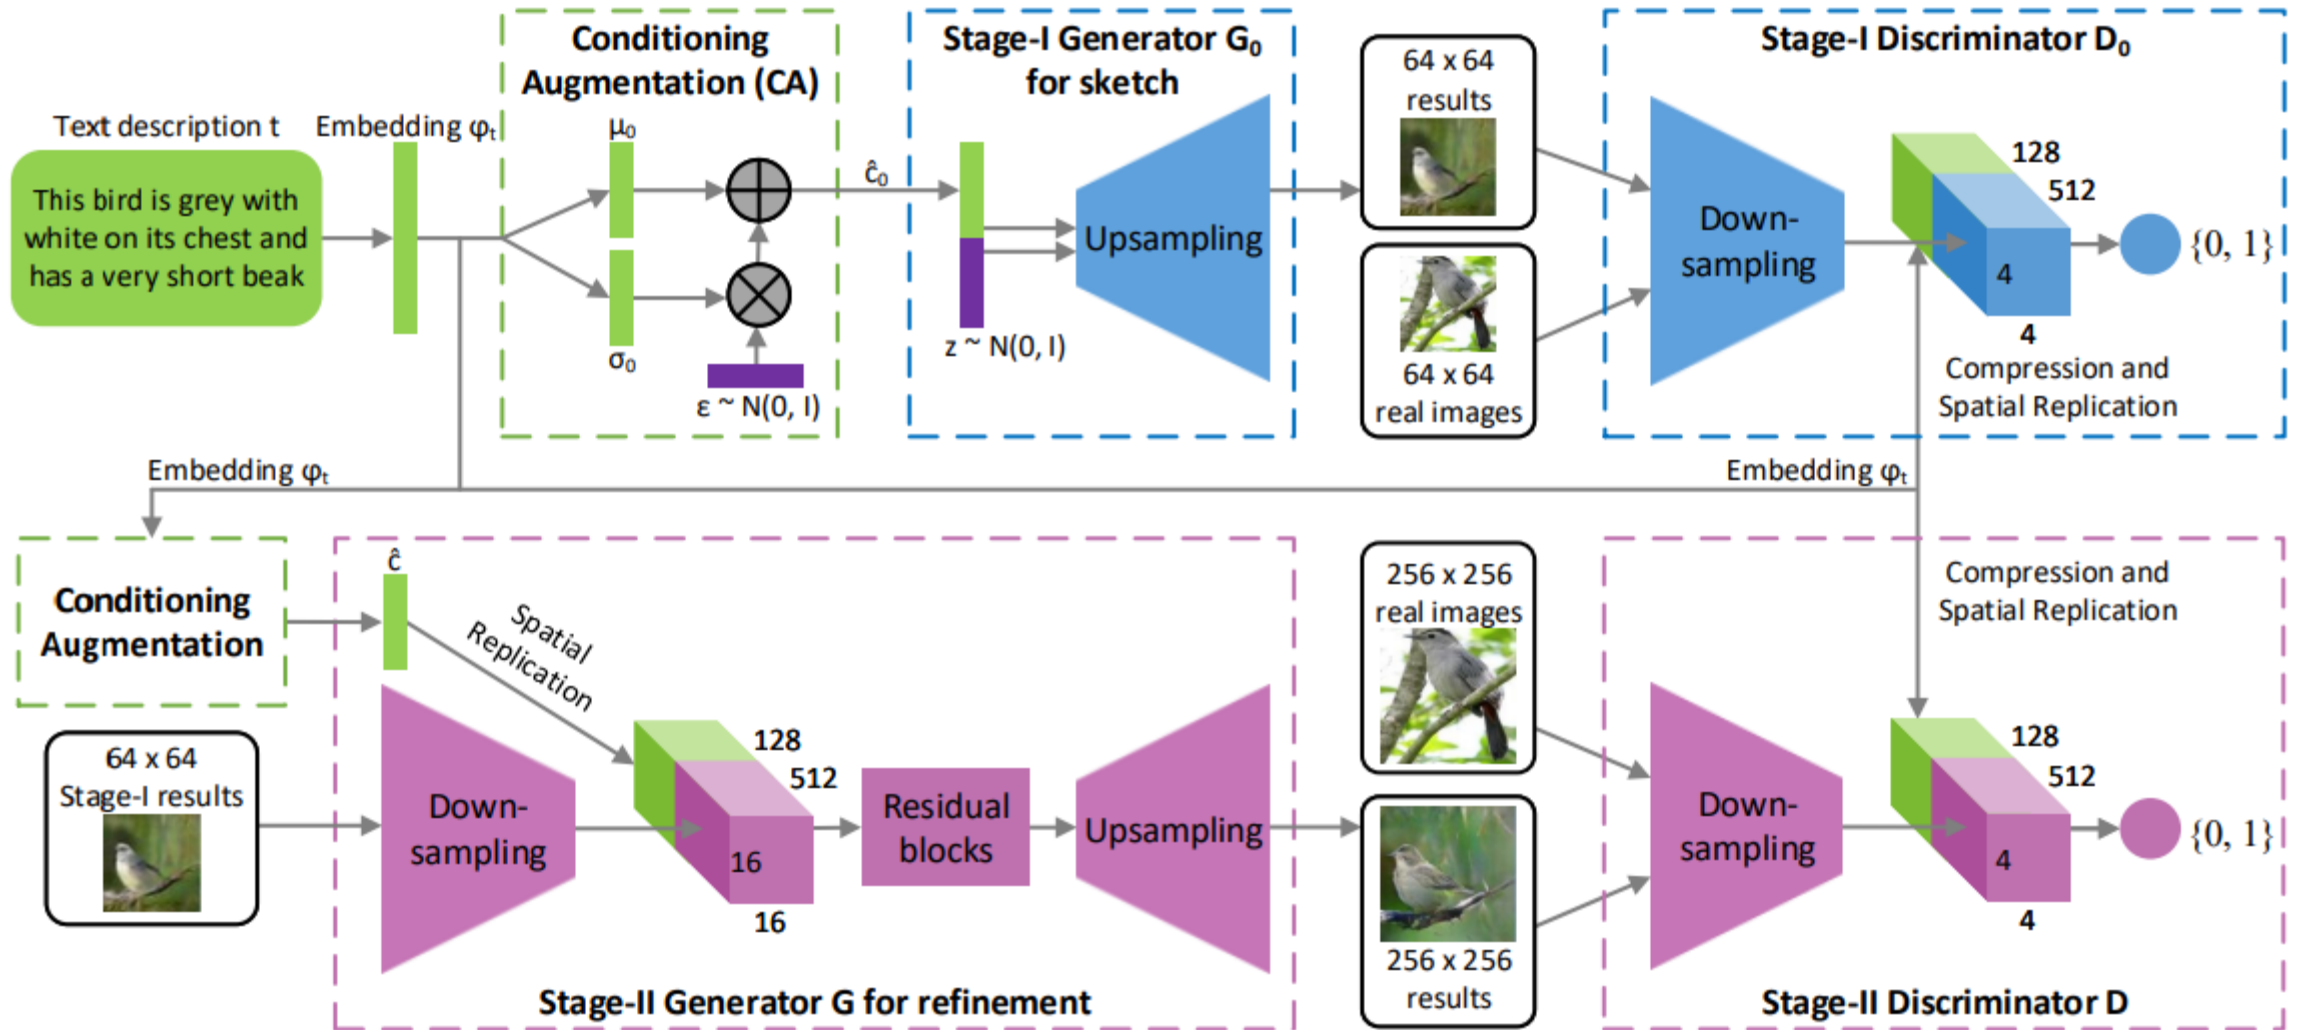 Conditioning
Augmentation (CA)
Stage-I Generator G₀
for sketch
Stage-I Discriminator D₀
Text description t
Embedding φₜ
This bird is grey with
white on its chest and
has a very short beak
μ₀
σ₀
ε ~ N(0, I)
ĉ₀
z ~ N(0, I)
Upsampling
64 x 64
results
64 x 64
real images
Down-
sampling
128
512
4
4
{0, 1}
Compression and
Spatial Replication
Embedding φₜ
Embedding φₜ
Conditioning
Augmentation
64 x 64
Stage-I results
ĉ
Spatial
Replication
Down-
sampling
128
512
16
16
Residual
blocks
Upsampling
Stage-II Generator G for refinement
256 x 256
real images
256 x 256
results
Compression and
Spatial Replication
Down-
sampling
128
512
4
4
{0, 1}
Stage-II Discriminator D